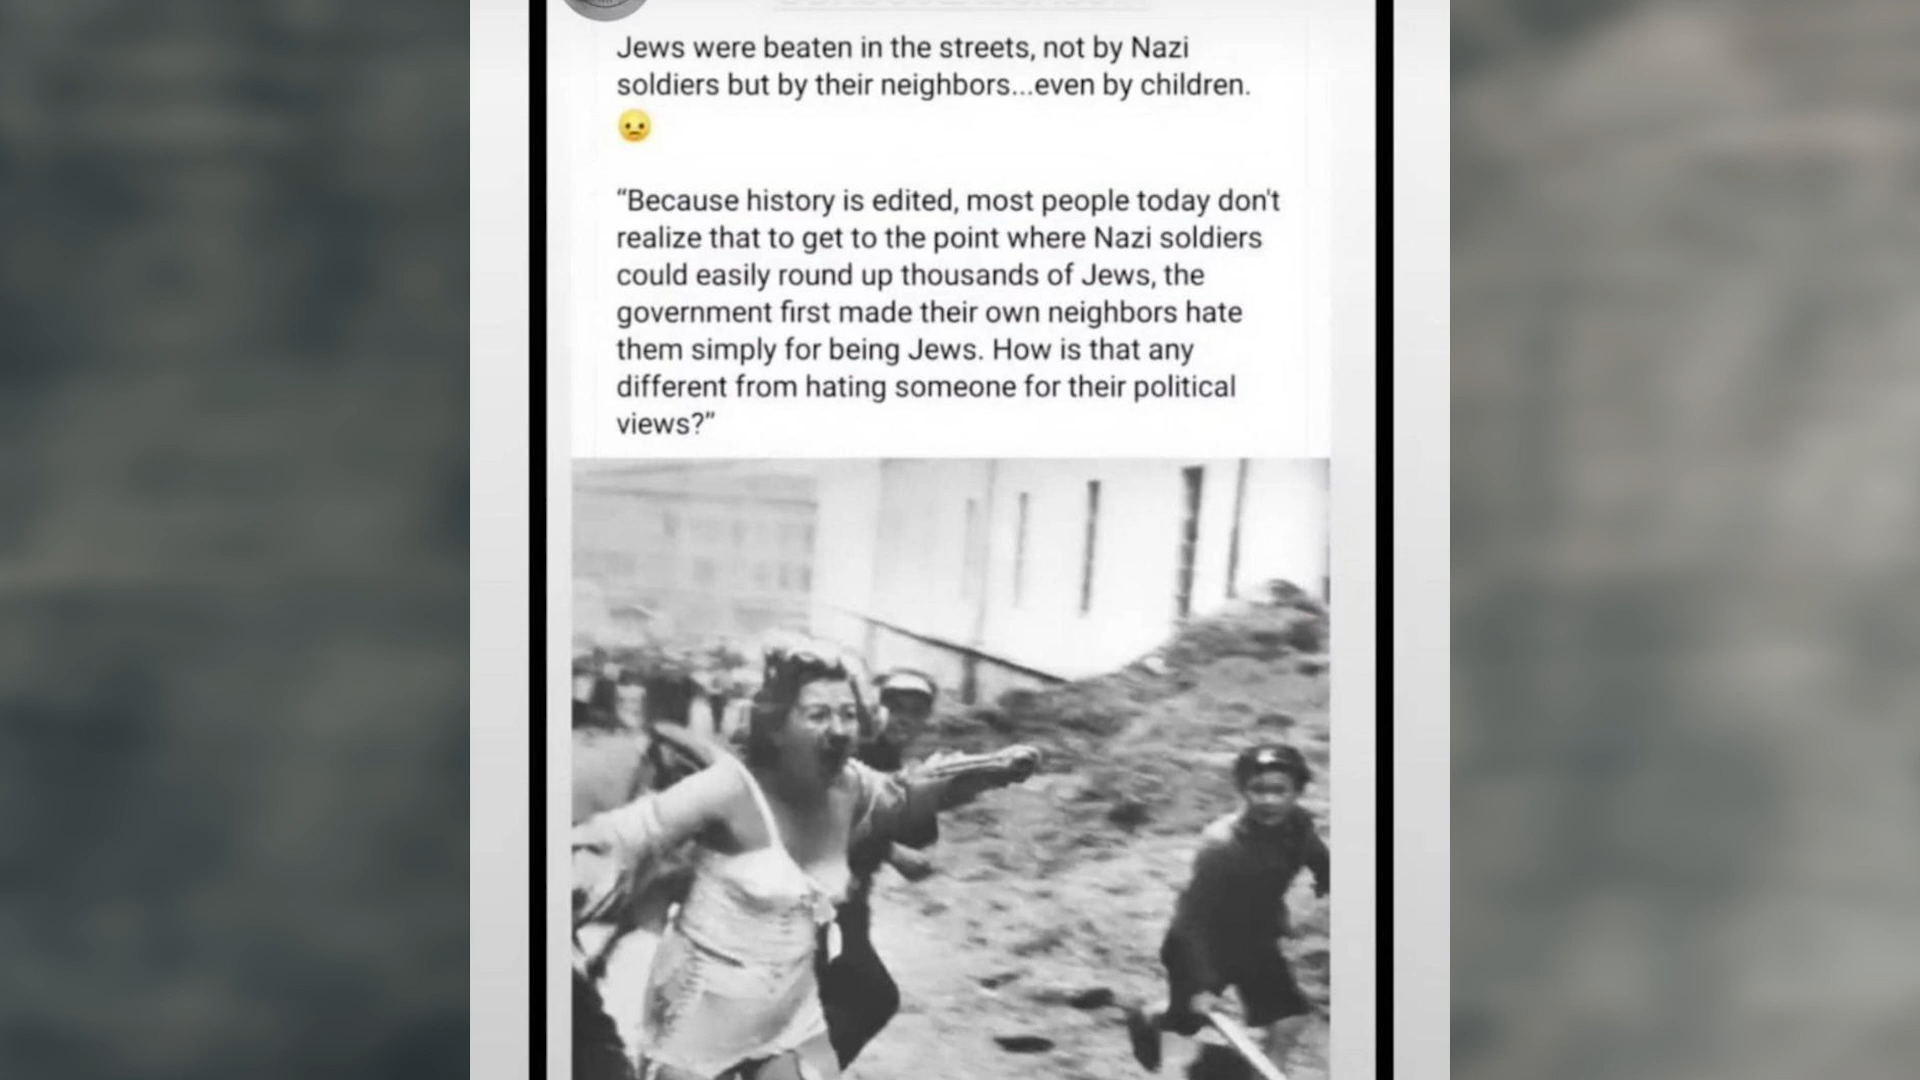 Jews were beaten in the streets, not by Nazi
soldiers but by their neighbors...even by children.
😦
“Because history is edited, most people today don't
realize that to get to the point where Nazi soldiers
could easily round up thousands of Jews, the
government first made their own neighbors hate
them simply for being Jews. How is that any
different from hating someone for their political
views?”